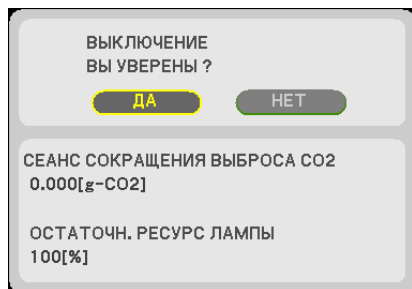 ВЫКЛЮЧЕНИЕ
ВЫ УВЕРЕНЫ ?
ДА НЕТ
СЕАНС СОКРАЩЕНИЯ ВЫБРОСА CO2
0.000[g-CO2]
ОСТАТОЧН. РЕСУРС ЛАМПЫ
100[%]